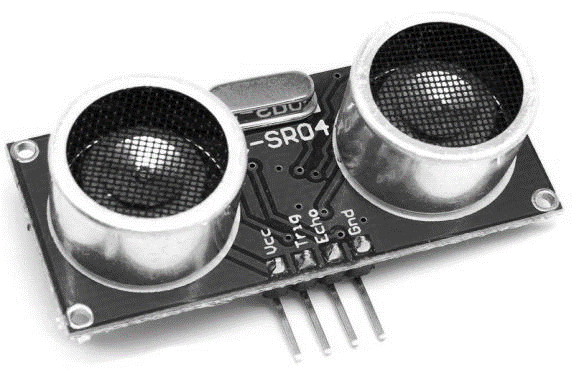 -SR04
Vcc
Trig
Echo
Gnd